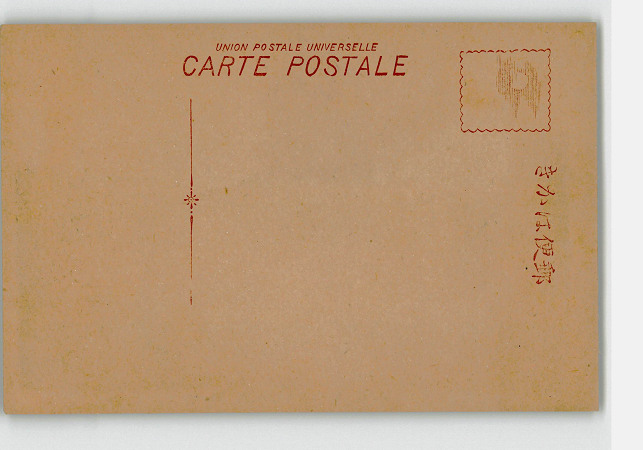 UNION POSTALE UNIVERSELLE
CARTE POSTALE
きかは便郵